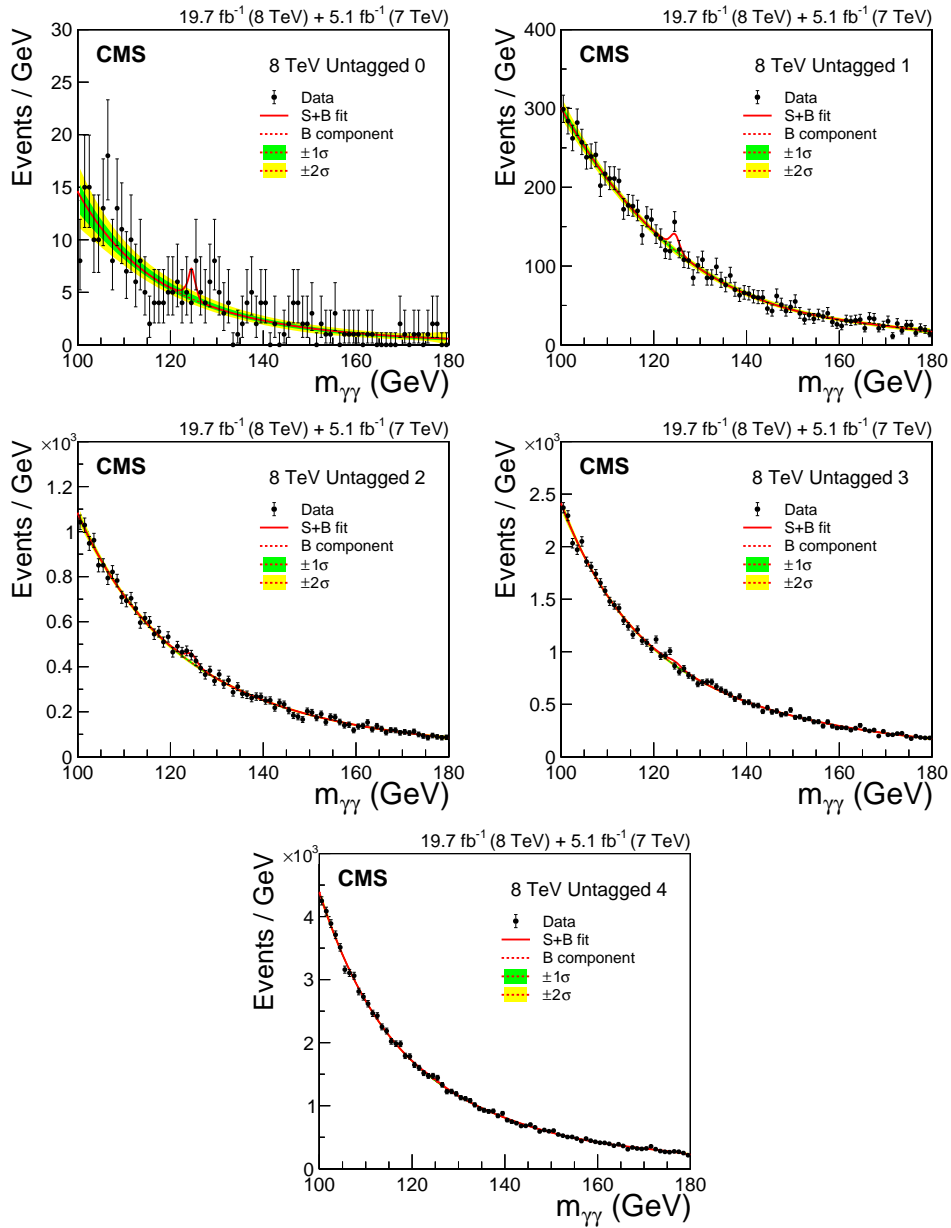 19.7 fb⁻¹ (8 TeV) + 5.1 fb⁻¹ (7 TeV)
Events / GeV
30
25
20
15
10
5
0
CMS
8 TeV Untagged 0
Data
S+B fit
B component
±1σ
±2σ
100 120 140 160 180
mγγ (GeV)
19.7 fb⁻¹ (8 TeV) + 5.1 fb⁻¹ (7 TeV)
Events / GeV
400
300
200
100
0
CMS
8 TeV Untagged 1
Data
S+B fit
B component
±1σ
±2σ
100 120 140 160 180
mγγ (GeV)
19.7 fb⁻¹ (8 TeV) + 5.1 fb⁻¹ (7 TeV)
×10³
Events / GeV
1.2
1
0.8
0.6
0.4
0.2
0
CMS
8 TeV Untagged 2
Data
S+B fit
B component
±1σ
±2σ
100 120 140 160 180
mγγ (GeV)
19.7 fb⁻¹ (8 TeV) + 5.1 fb⁻¹ (7 TeV)
×10³
Events / GeV
2.5
2
1.5
1
0.5
0
CMS
8 TeV Untagged 3
Data
S+B fit
B component
±1σ
±2σ
100 120 140 160 180
mγγ (GeV)
19.7 fb⁻¹ (8 TeV) + 5.1 fb⁻¹ (7 TeV)
×10³
Events / GeV
4
3
2
1
0
CMS
8 TeV Untagged 4
Data
S+B fit
B component
±1σ
±2σ
100 120 140 160 180
mγγ (GeV)